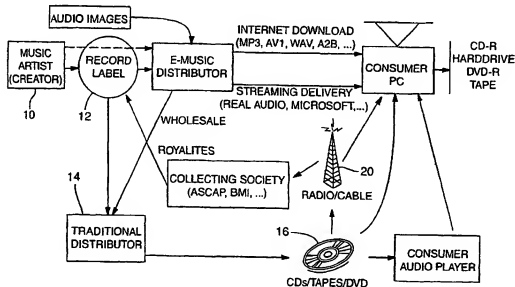 AUDIO IMAGES
MUSIC
ARTIST
(CREATOR)
10
RECORD
LABEL
12
E-MUSIC
DISTRIBUTOR
INTERNET DOWNLOAD
(MP3, AV1, WAV, A2B, ...)
STREAMING DELIVERY
(REAL AUDIO, MICROSOFT,...)
CONSUMER
PC
CD-R
HARDDRIVE
DVD-R
TAPE
WHOLESALE
ROYALITES
COLLECTING SOCIETY
(ASCAP, BMI, ...)
20
RADIO/CABLE
14
TRADITIONAL
DISTRIBUTOR
16
CDs/TAPES/DVD
CONSUMER
AUDIO PLAYER